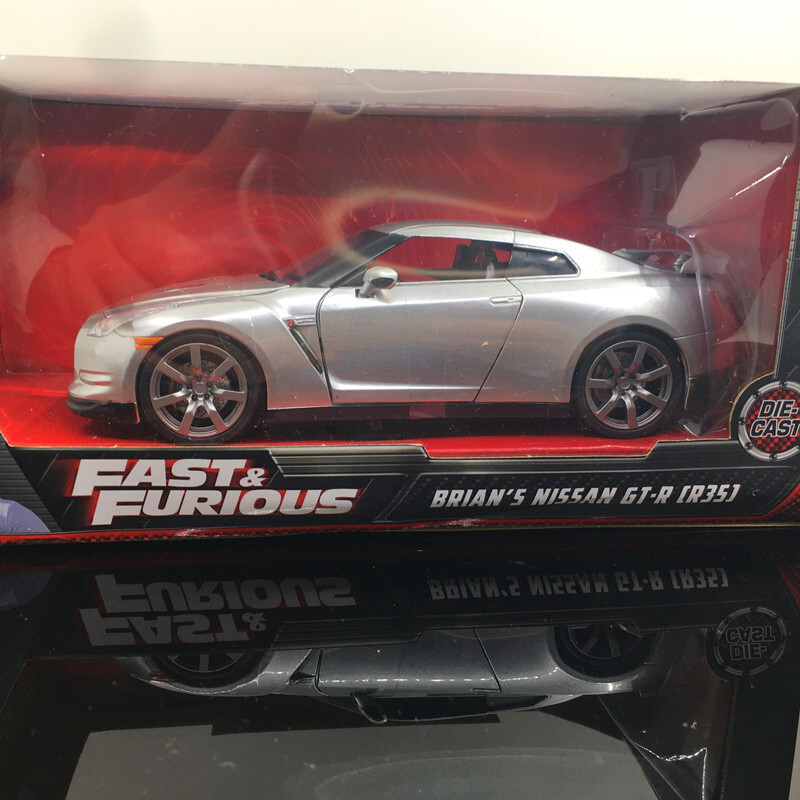 FAST &
FURIOUS
BRIAN'S NISSAN GT-R [R35]
DIE-
CAST